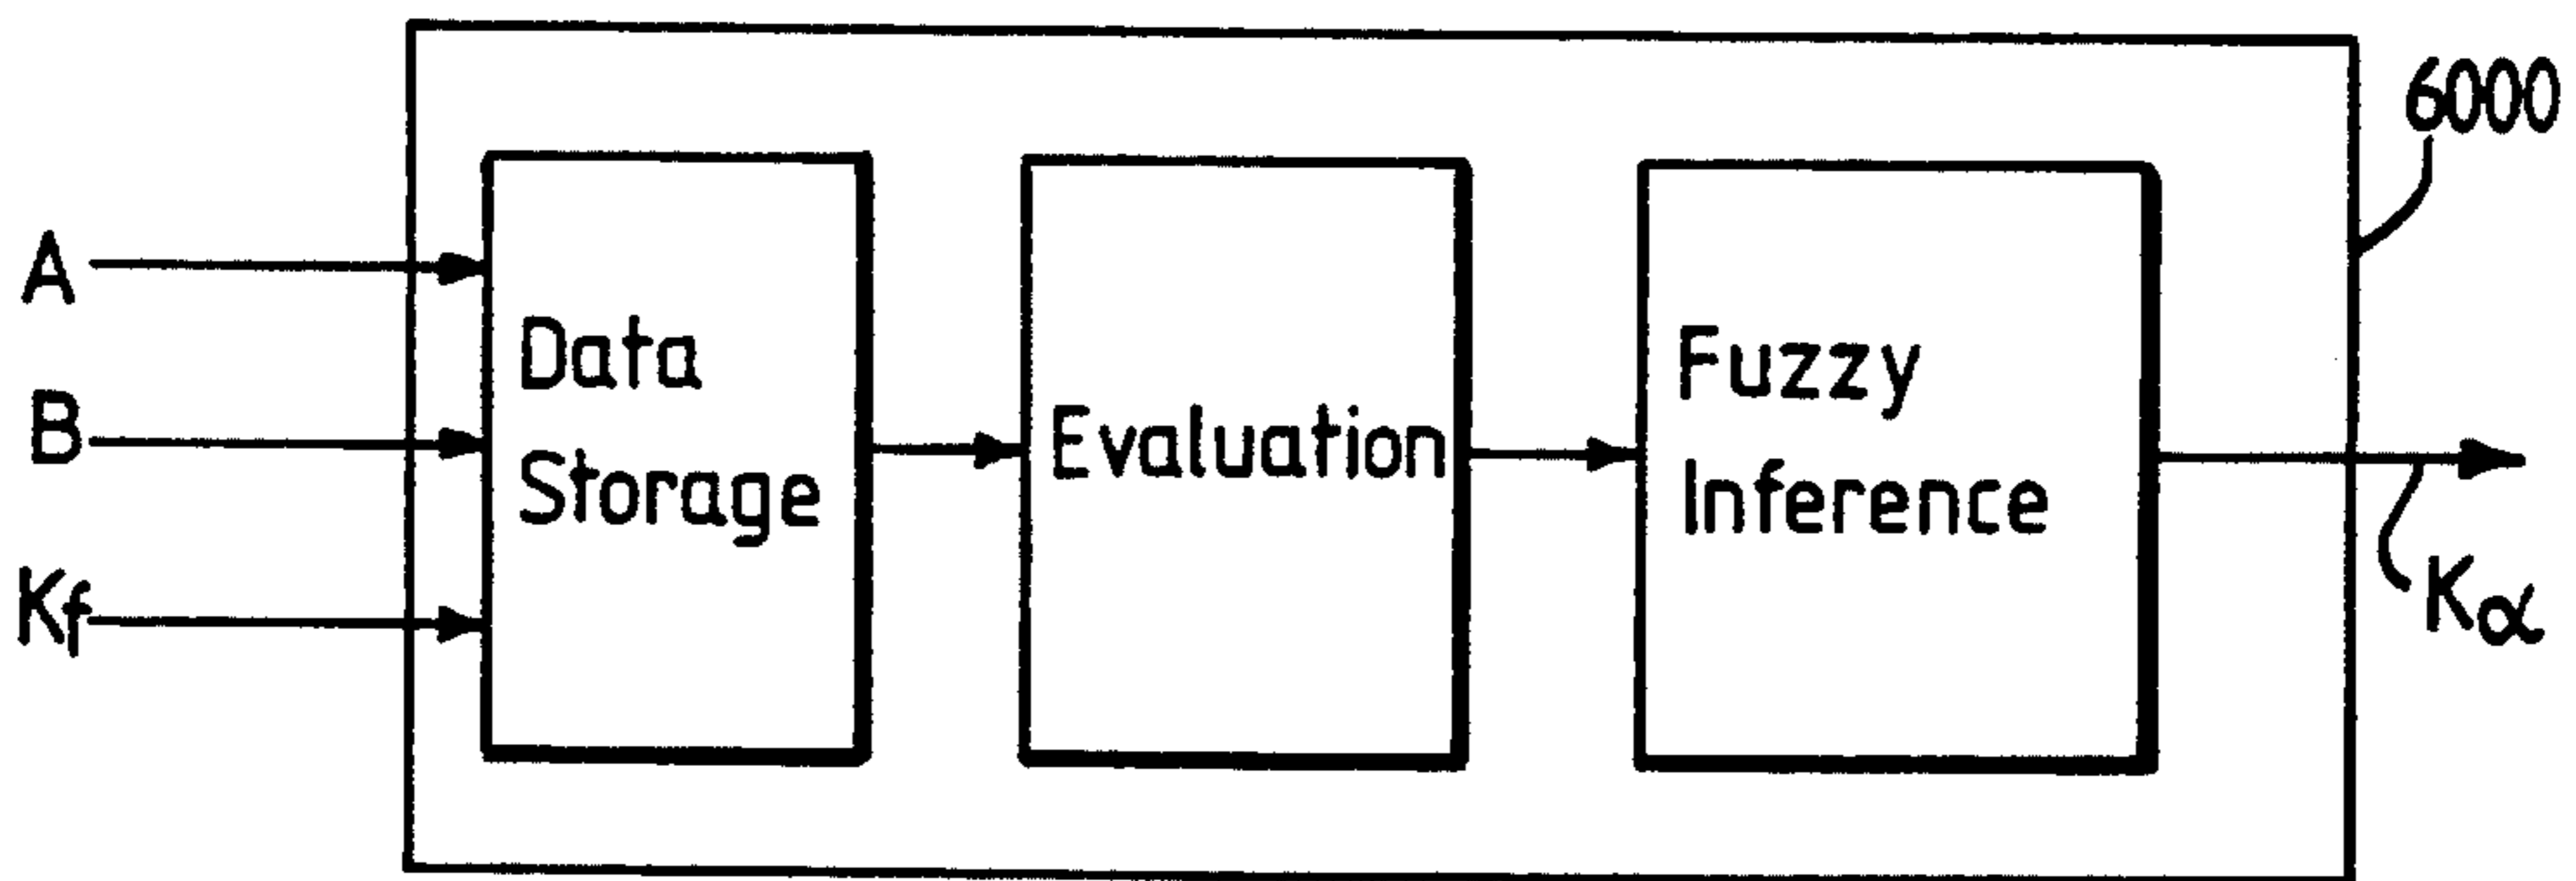 6000
A
B
Kf
Data
Storage
Evaluation
Fuzzy
Inference
Kα